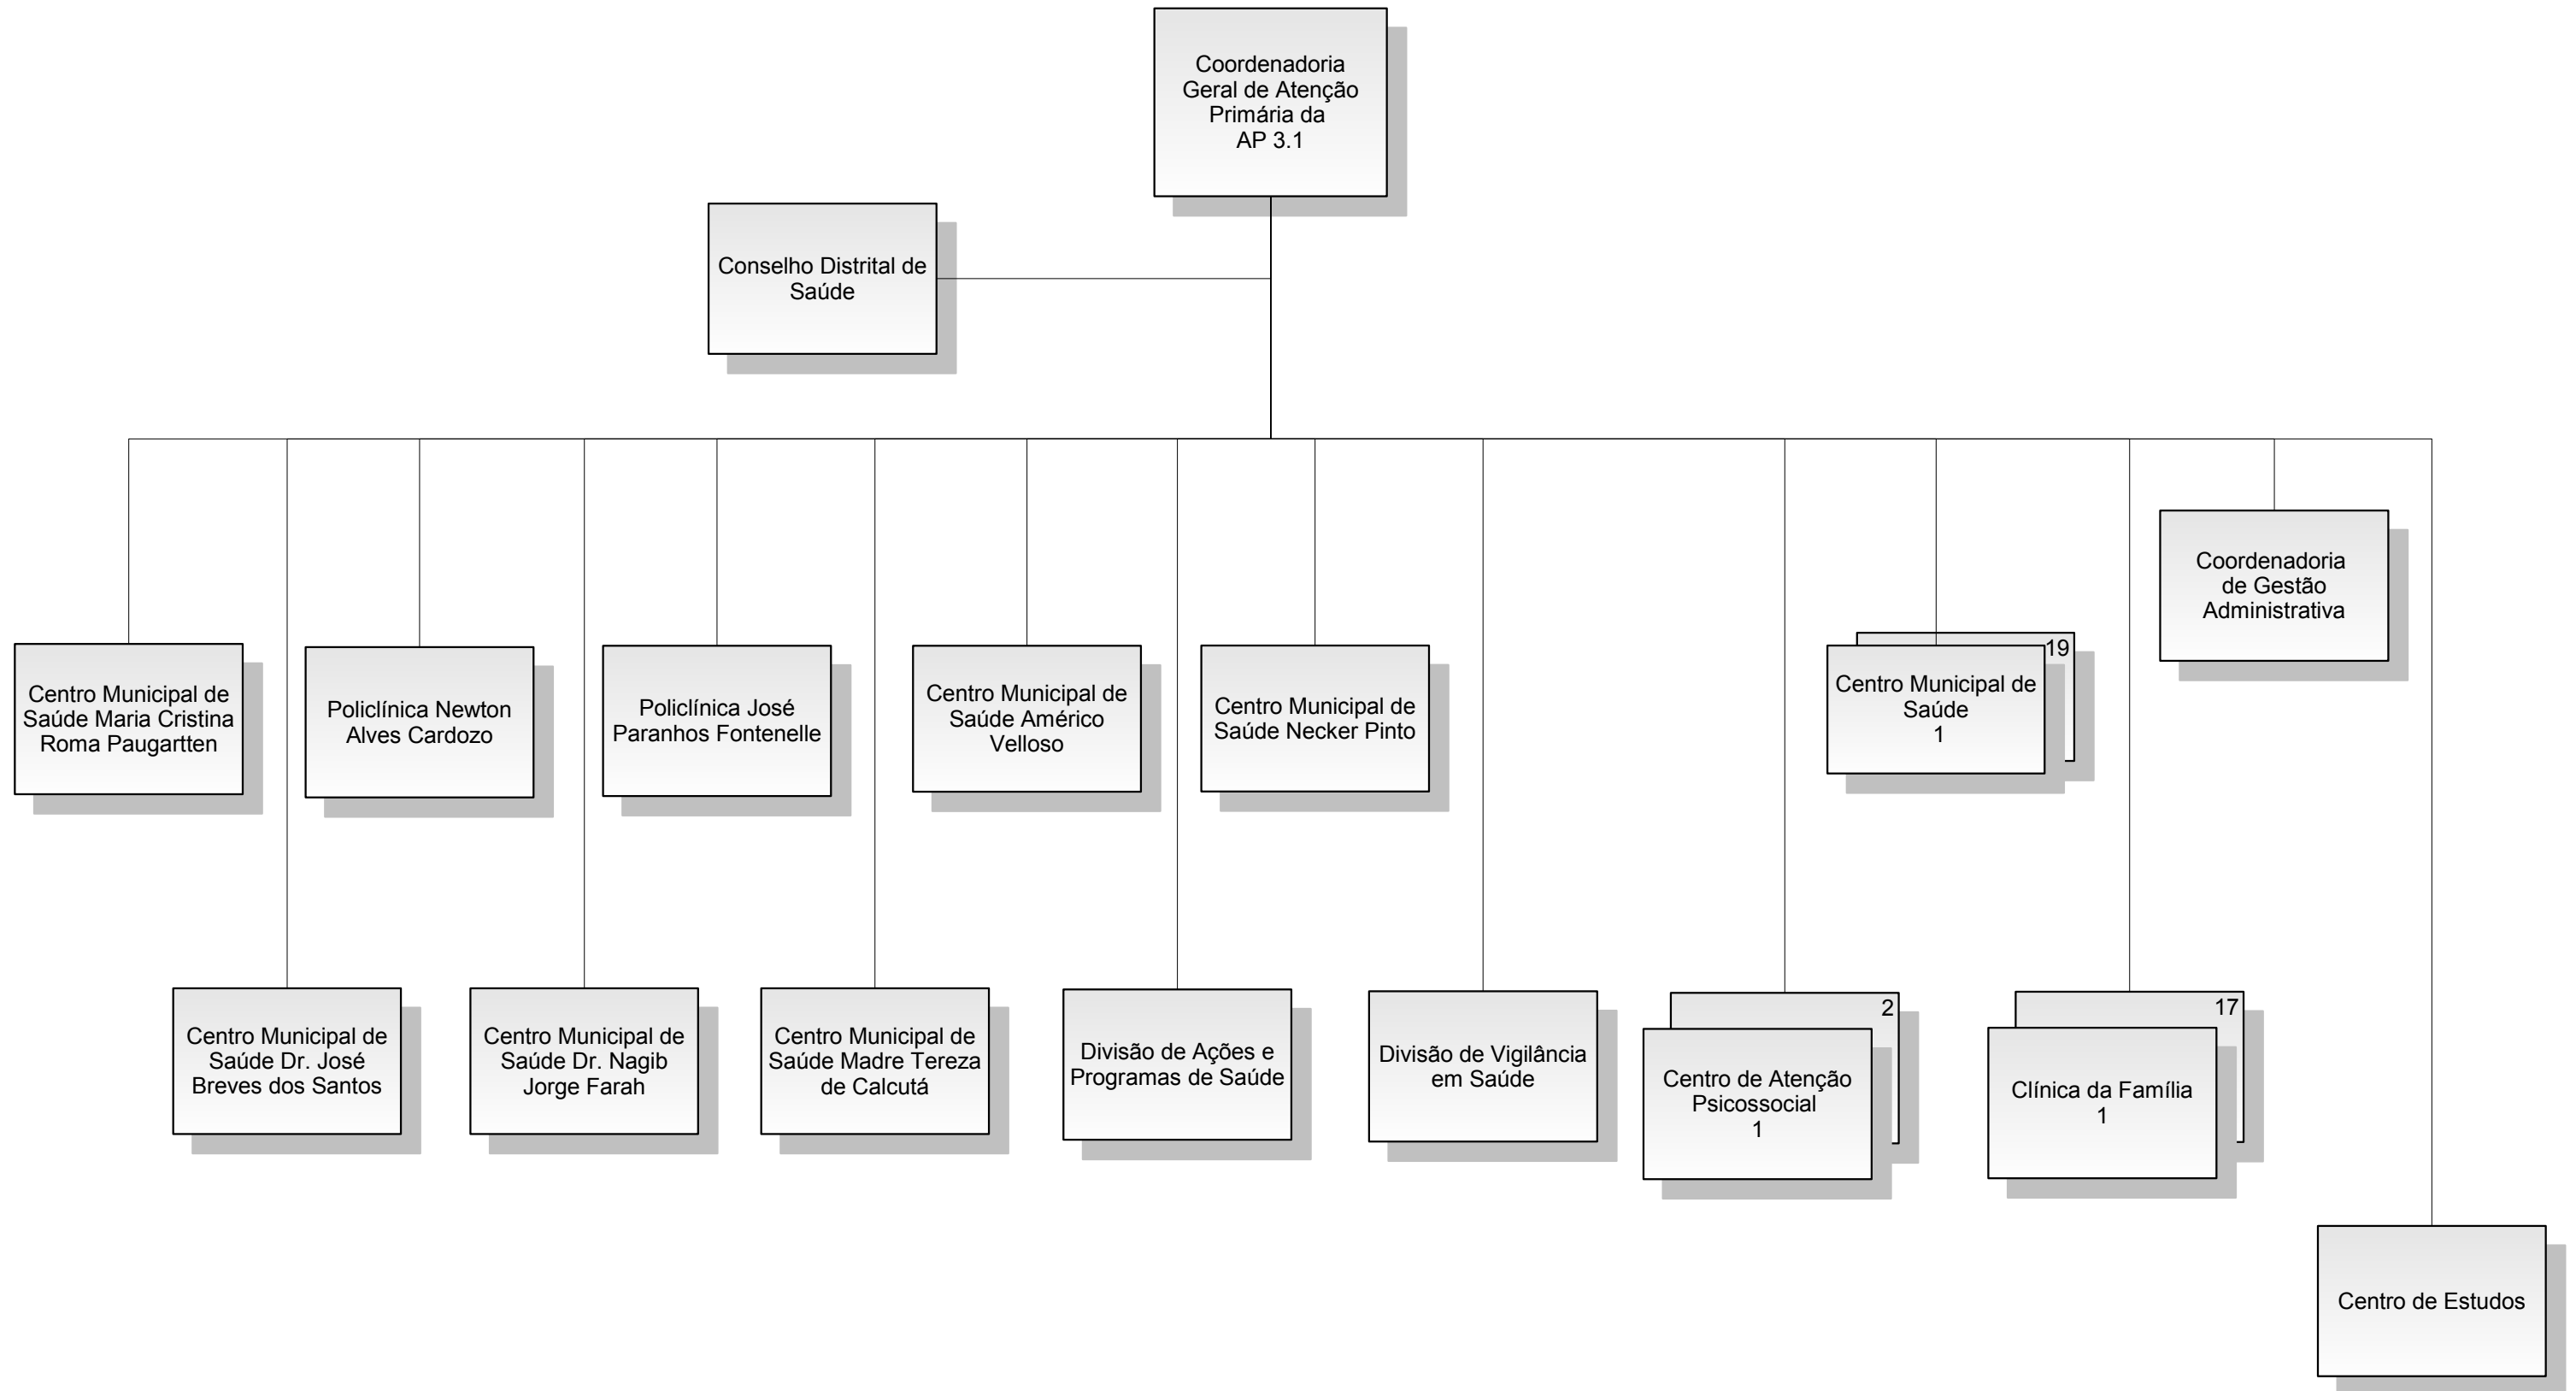 Coordenadoria
Geral de Atenção
Primária da
AP 3.1
Conselho Distrital de
Saúde
Coordenadoria
de Gestão
Administrativa
Centro Municipal de
Saúde Maria Cristina
Roma Paugartten
Policlínica Newton
Alves Cardozo
Policlínica José
Paranhos Fontenelle
Centro Municipal de
Saúde Américo
Velloso
Centro Municipal de
Saúde Necker Pinto
19
Centro Municipal de
Saúde
1
Centro Municipal de
Saúde Dr. José
Breves dos Santos
Centro Municipal de
Saúde Dr. Nagib
Jorge Farah
Centro Municipal de
Saúde Madre Tereza
de Calcutá
Divisão de Ações e
Programas de Saúde
Divisão de Vigilância
em Saúde
2
Centro de Atenção
Psicossocial
1
17
Clínica da Família
1
Centro de Estudos